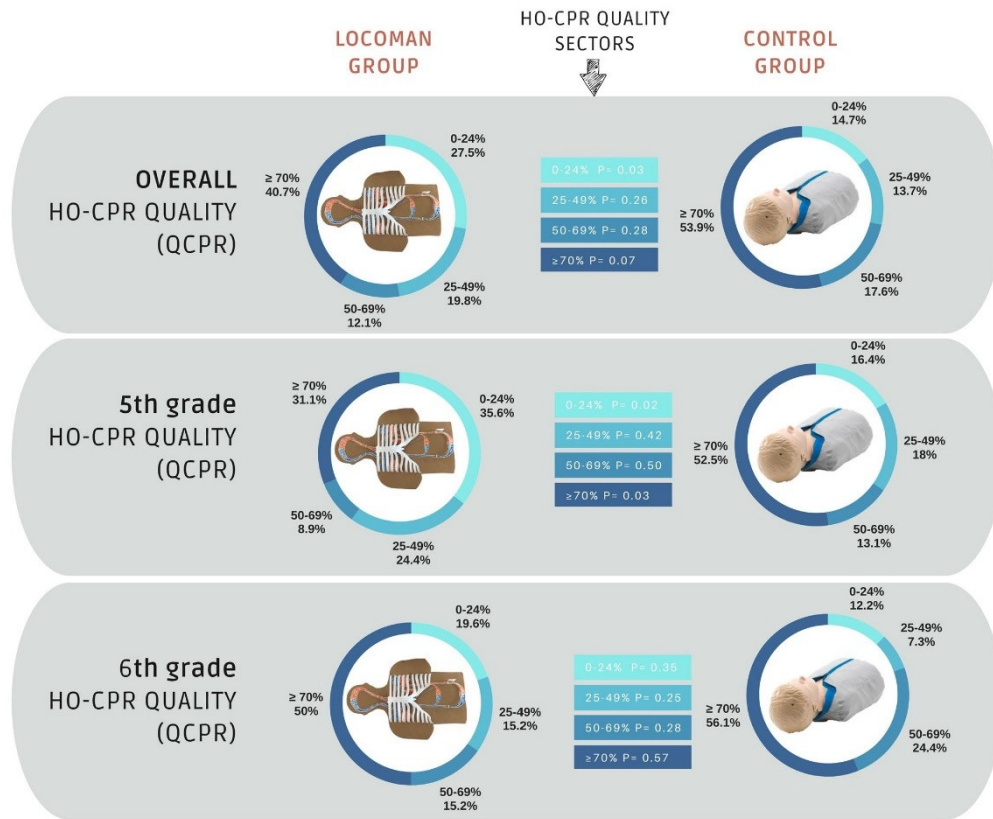 HO-CPR QUALITY
SECTORS
LOCOMAN
GROUP
CONTROL
GROUP
OVERALL
HO-CPR QUALITY
(QCPR)
0-24%
27.5%
≥ 70%
40.7%
25-49%
19.8%
50-69%
12.1%
0-24% P= 0.03
25-49% P= 0.26
50-69% P= 0.28
≥70% P= 0.07
0-24%
14.7%
25-49%
13.7%
≥ 70%
53.9%
50-69%
17.6%
5th grade
HO-CPR QUALITY
(QCPR)
≥ 70%
31.1%
0-24%
35.6%
50-69%
8.9%
25-49%
24.4%
0-24% P= 0.02
25-49% P= 0.42
50-69% P= 0.50
≥70% P= 0.03
0-24%
16.4%
≥ 70%
52.5%
25-49%
18%
50-69%
13.1%
6th grade
HO-CPR QUALITY
(QCPR)
0-24%
19.6%
≥ 70%
50%
25-49%
15.2%
50-69%
15.2%
0-24% P= 0.35
25-49% P= 0.25
50-69% P= 0.28
≥70% P= 0.57
0-24%
12.2%
25-49%
7.3%
≥ 70%
56.1%
50-69%
24.4%